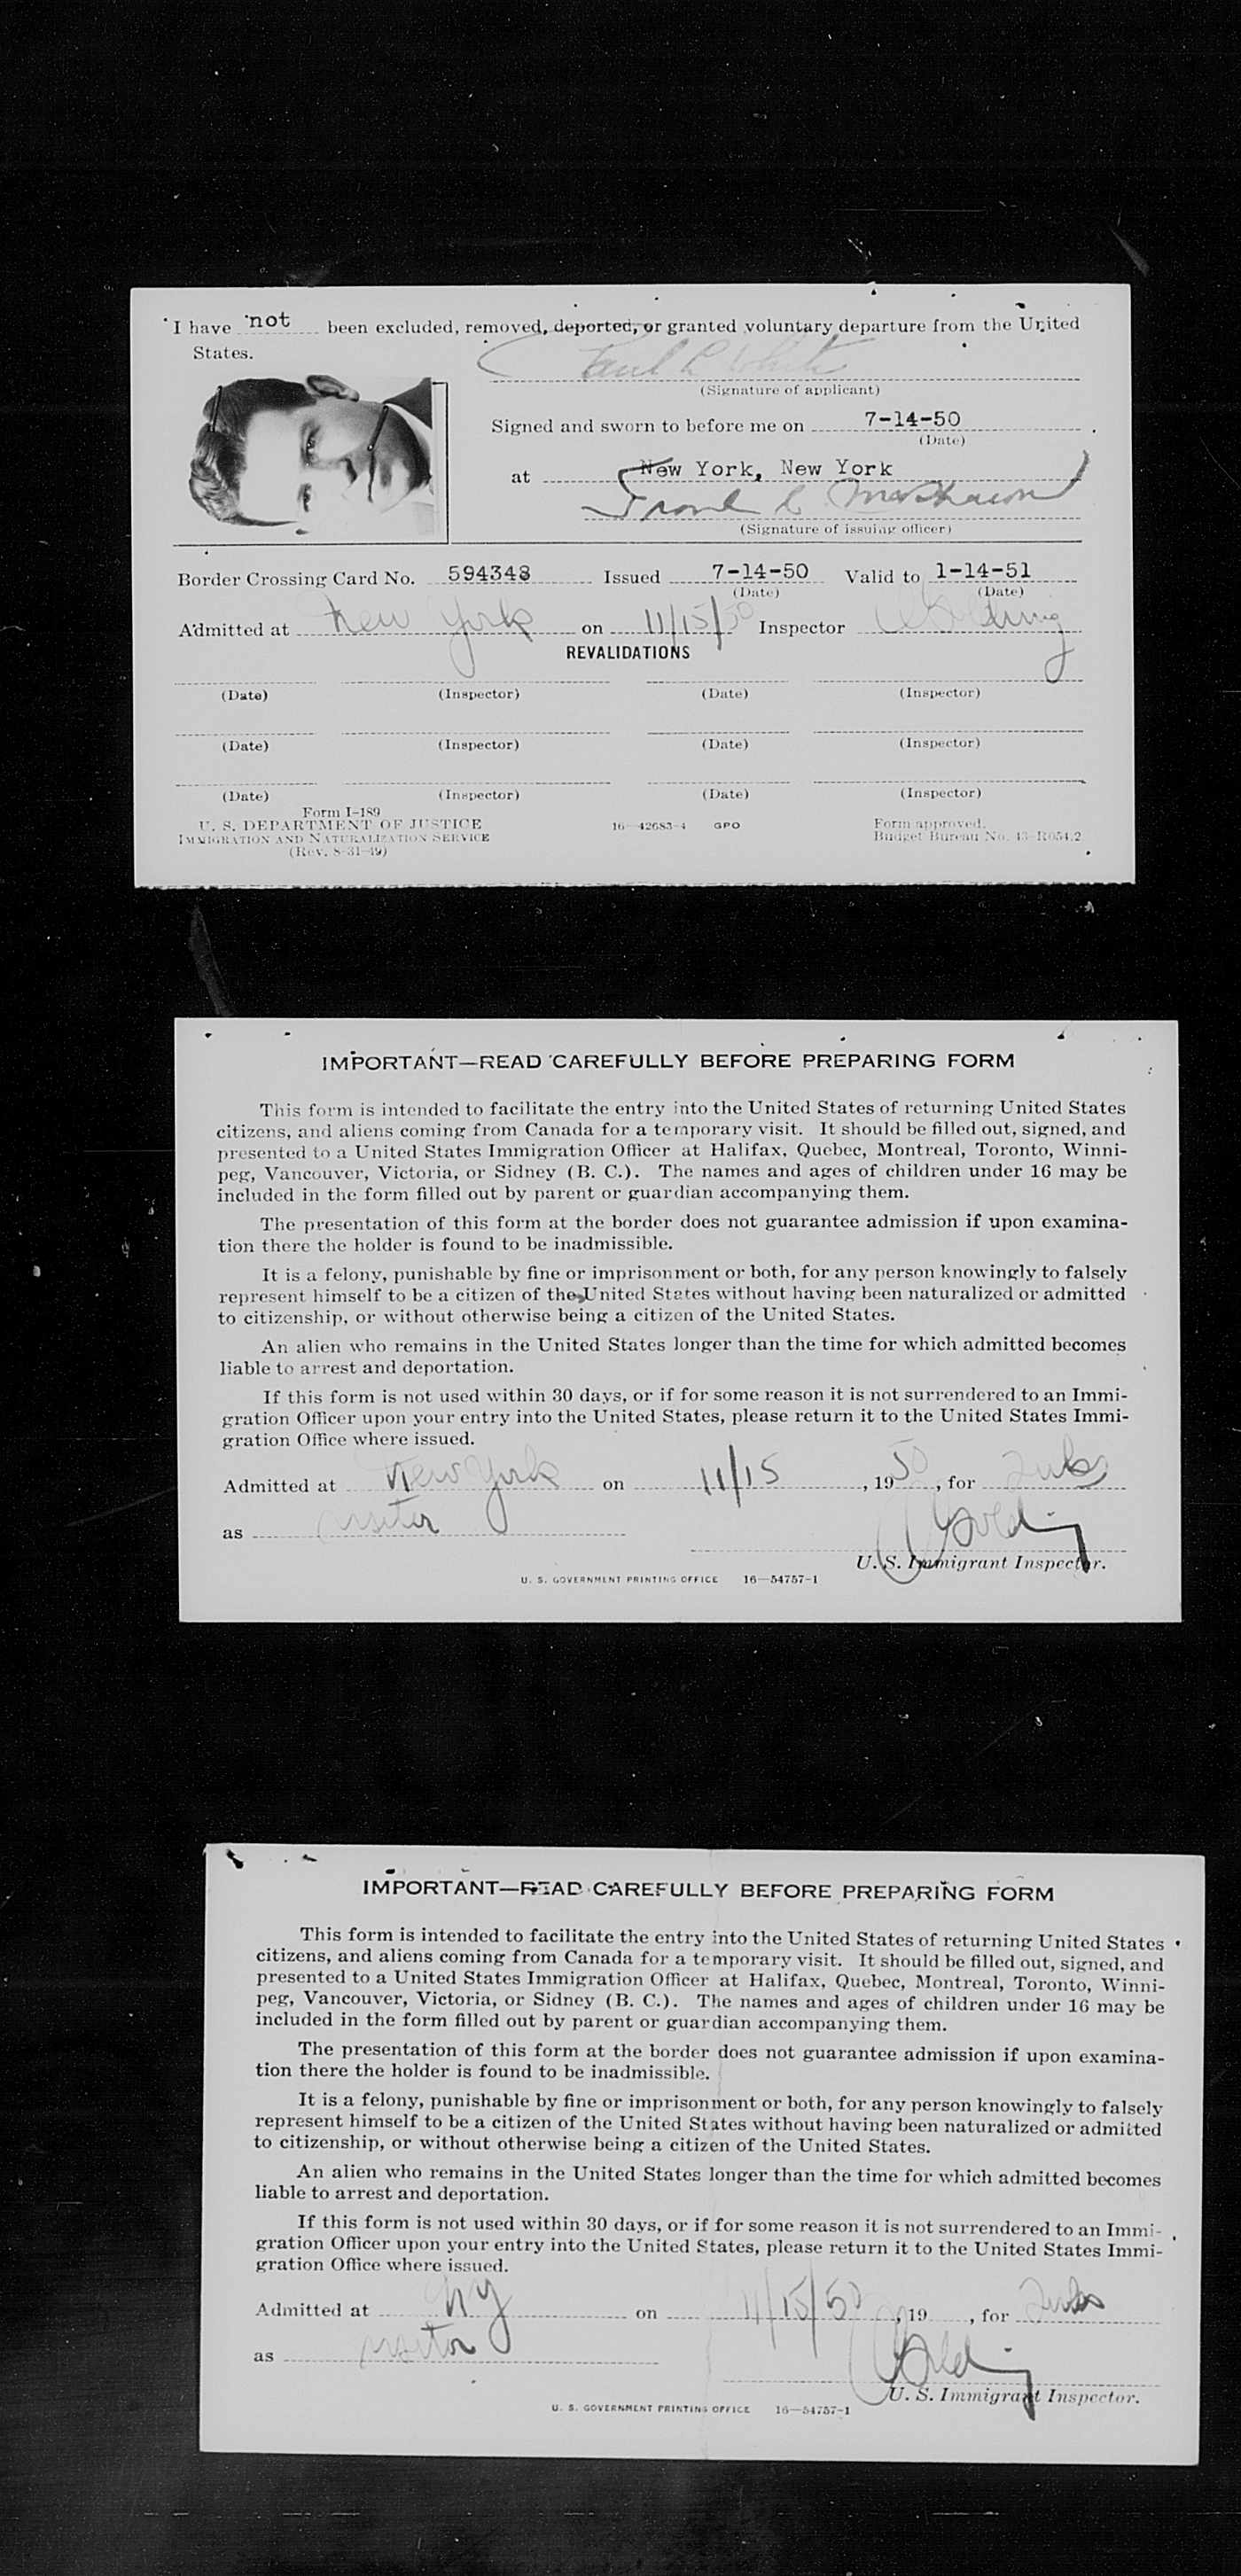 I have not been excluded, removed, deported, or granted voluntary departure from the United
States.
Paul L White
(Signature of applicant)
Signed and sworn to before me on 7-14-50
(Date)
at New York, New York
(Signature of issuing officer)
Border Crossing Card No. 594348 Issued 7-14-50 Valid to 1-14-51
(Date) (Date)
Admitted at New York on 11/15/50 Inspector
REVALIDATIONS
(Date) (Inspector) (Date) (Inspector)
(Date) (Inspector) (Date) (Inspector)
(Date) (Inspector) (Date) (Inspector)
Form I-189
U. S. DEPARTMENT OF JUSTICE 16—42683-4 GPO Form approved.
IMMIGRATION AND NATURALIZATION SERVICE Budget Bureau No. 43-R054.2
(Rev. 8-31-49)
IMPORTANT—READ CAREFULLY BEFORE PREPARING FORM
This form is intended to facilitate the entry into the United States of returning United States
citizens, and aliens coming from Canada for a temporary visit. It should be filled out, signed, and
presented to a United States Immigration Officer at Halifax, Quebec, Montreal, Toronto, Winni-
peg, Vancouver, Victoria, or Sidney (B. C.). The names and ages of children under 16 may be
included in the form filled out by parent or guardian accompanying them.
The presentation of this form at the border does not guarantee admission if upon examina-
tion there the holder is found to be inadmissible.
It is a felony, punishable by fine or imprisonment or both, for any person knowingly to falsely
represent himself to be a citizen of the United States without having been naturalized or admitted
to citizenship, or without otherwise being a citizen of the United States.
An alien who remains in the United States longer than the time for which admitted becomes
liable to arrest and deportation.
If this form is not used within 30 days, or if for some reason it is not surrendered to an Immi-
gration Officer upon your entry into the United States, please return it to the United States Immi-
gration Office where issued.
Admitted at New York on 11/15, 1950, for
as visitor
U. S. Immigrant Inspector.
U. S. GOVERNMENT PRINTING OFFICE 16—54757-1
IMPORTANT—READ CAREFULLY BEFORE PREPARING FORM
This form is intended to facilitate the entry into the United States of returning United States
citizens, and aliens coming from Canada for a temporary visit. It should be filled out, signed, and
presented to a United States Immigration Officer at Halifax, Quebec, Montreal, Toronto, Winni-
peg, Vancouver, Victoria, or Sidney (B. C.). The names and ages of children under 16 may be
included in the form filled out by parent or guardian accompanying them.
The presentation of this form at the border does not guarantee admission if upon examina-
tion there the holder is found to be inadmissible.
It is a felony, punishable by fine or imprisonment or both, for any person knowingly to falsely
represent himself to be a citizen of the United States without having been naturalized or admitted
to citizenship, or without otherwise being a citizen of the United States.
An alien who remains in the United States longer than the time for which admitted becomes
liable to arrest and deportation.
If this form is not used within 30 days, or if for some reason it is not surrendered to an Immi-
gration Officer upon your entry into the United States, please return it to the United States Immi-
gration Office where issued.
Admitted at NY on 11/15/50, 19 , for
as visitor
U. S. Immigrant Inspector.
U. S. GOVERNMENT PRINTING OFFICE 16—54757-1